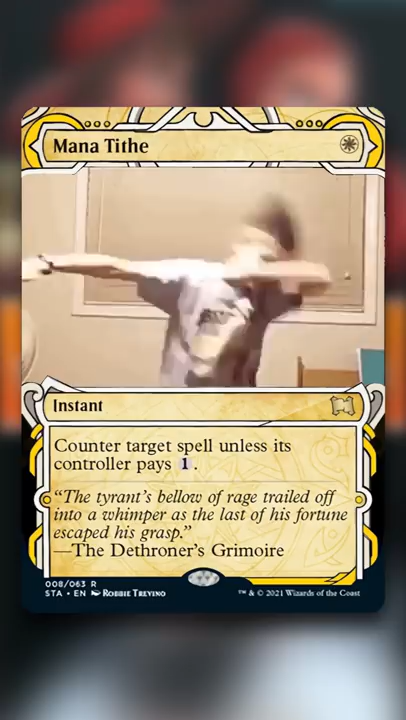 Mana Tithe
Instant
Counter target spell unless its
controller pays 1.
“The tyrant’s bellow of rage trailed off
into a whimper as the last of his fortune
escaped his grasp.”
—The Dethroner’s Grimoire
008/063 R
STA • EN Robbie Trevino
™ & © 2021 Wizards of the Coast